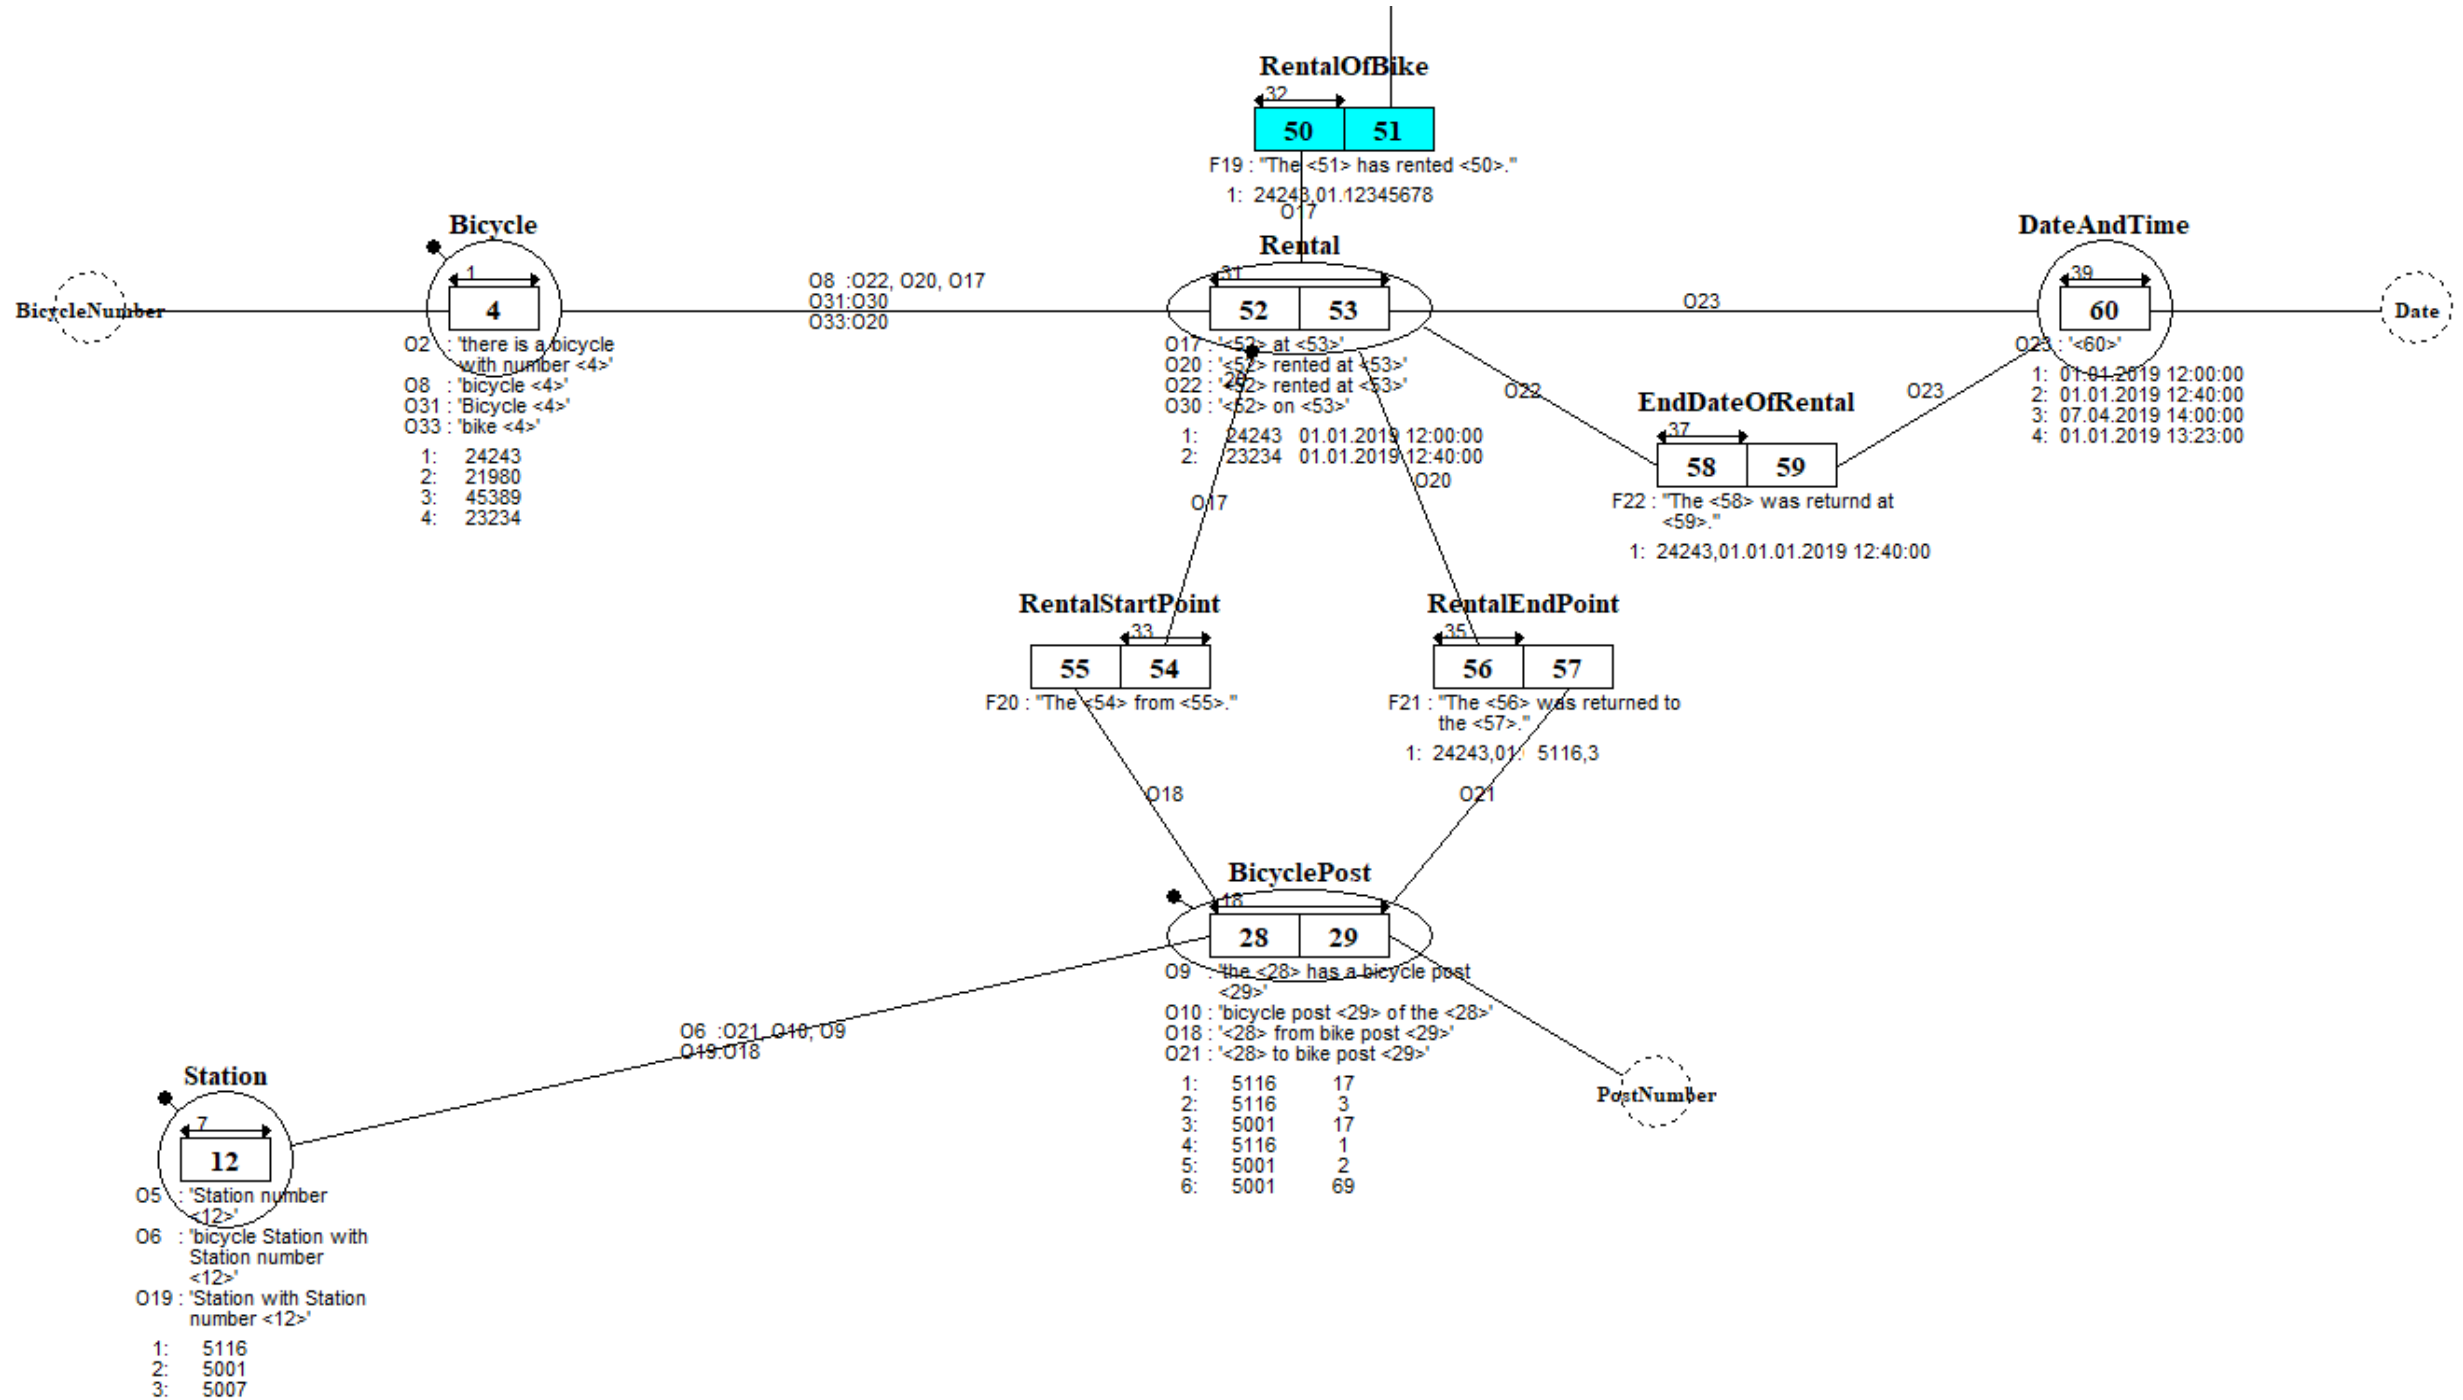 RentalOfBike
32
50 51
F19 : "The <51> has rented <50>."
1: 24243,01. 12345678
O17
Bicycle
1
4
BicycleNumber
O2 : 'there is a bicycle
with number <4>'
O8 : 'bicycle <4>'
O31 : 'Bicycle <4>'
O33 : 'bike <4>'
1: 24243
2: 21980
3: 45389
4: 23234
O8 :O22, O20, O17
O31:O30
O33:O20
Rental
31
52 53
O17 : '<52> at <53>'
O20 : '<52> rented at <53>'
O22 : '<52> rented at <53>'
O30 : '<52> on <53>'
1: 24243 01.01.2019 12:00:00
2: 23234 01.01.2019 12:40:00
O23
DateAndTime
39
60
Date
O23 : '<60>'
1: 01.01.2019 12:00:00
2: 01.01.2019 12:40:00
3: 07.04.2019 14:00:00
4: 01.01.2019 13:23:00
O22
O23
EndDateOfRental
37
58 59
F22 : "The <58> was returnd at
<59>."
1: 24243,01.01.01.2019 12:40:00
O17
O20
RentalStartPoint
33
55 54
F20 : "The <54> from <55>."
RentalEndPoint
35
56 57
F21 : "The <56> was returned to
the <57>."
1: 24243,01. 5116,3
O18
O21
BicyclePost
18
28 29
O9 : 'the <28> has a bicycle post
<29>'
O10 : 'bicycle post <29> of the <28>'
O18 : '<28> from bike post <29>'
O21 : '<28> to bike post <29>'
1: 5116 17
2: 5116 3
3: 5001 17
4: 5116 1
5: 5001 2
6: 5001 69
PostNumber
O6 :O21, O10, O9
O19:O18
Station
7
12
O5 : 'Station number
<12>'
O6 : 'bicycle Station with
Station number
<12>'
O19 : 'Station with Station
number <12>'
1: 5116
2: 5001
3: 5007